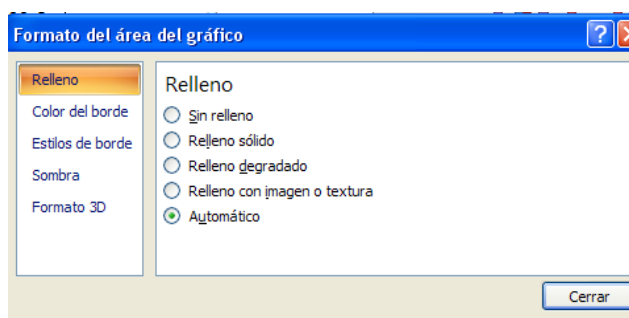 Formato del área del gráfico
Relleno
Color del borde
Estilos de borde
Sombra
Formato 3D
Relleno
Sin relleno
Relleno sólido
Relleno degradado
Relleno con imagen o textura
Automático
Cerrar